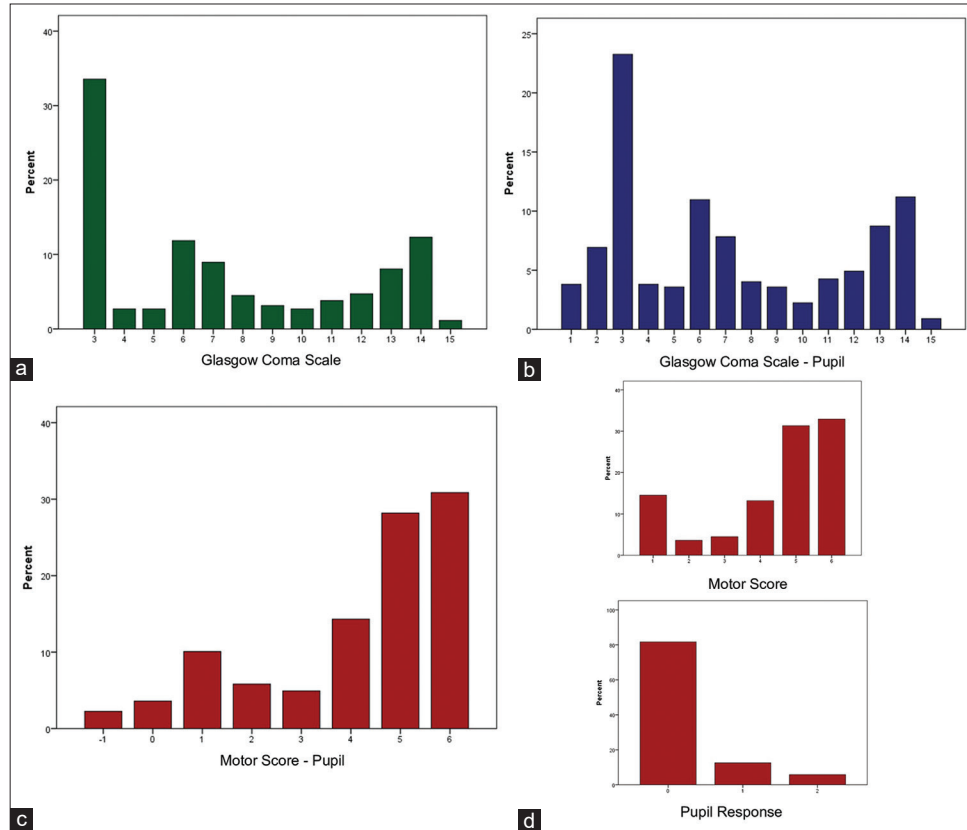 40
30
20
10
0
Percent
3 4 5 6 7 8 9 10 11 12 13 14 15
Glasgow Coma Scale
a
25
20
15
10
5
0
Percent
1 2 3 4 5 6 7 8 9 10 11 12 13 14 15
Glasgow Coma Scale - Pupil
b
40
30
20
10
0
Percent
-1 0 1 2 3 4 5 6
Motor Score - Pupil
c
40
30
20
10
0
Percent
1 2 3 4 5 6
Motor Score
100
80
60
40
20
0
Percent
0 1 2
Pupil Response
d